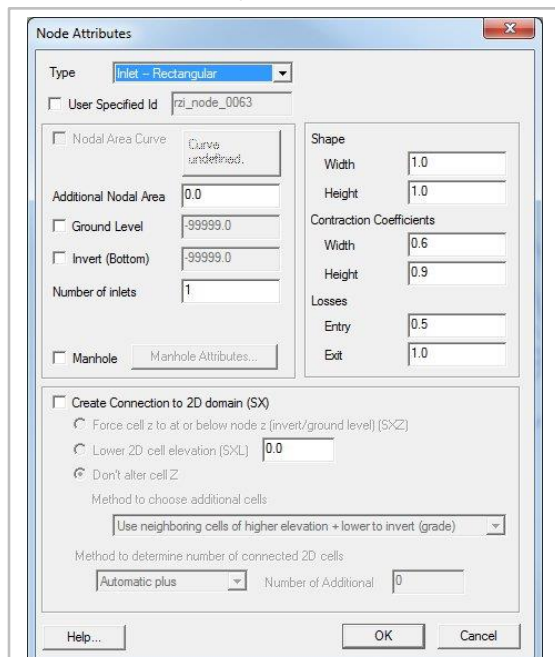 Node Attributes
Type Inlet – Rectangular
User Specified Id rzi_node_0063
Nodal Area Curve Curve undefined.
Additional Nodal Area 0.0
Ground Level -99999.0
Invert (Bottom) -99999.0
Number of inlets 1
Manhole Manhole Attributes...
Shape
Width 1.0
Height 1.0
Contraction Coefficients
Width 0.6
Height 0.9
Losses
Entry 0.5
Exit 1.0
Create Connection to 2D domain (SX)
Force cell z to at or below node z (invert/ground level) (SXZ)
Lower 2D cell elevation (SXL) 0.0
Don't alter cell Z
Method to choose additional cells
Use neighboring cells of higher elevation + lower to invert (grade)
Method to determine number of connected 2D cells
Automatic plus Number of Additional 0
Help... OK Cancel